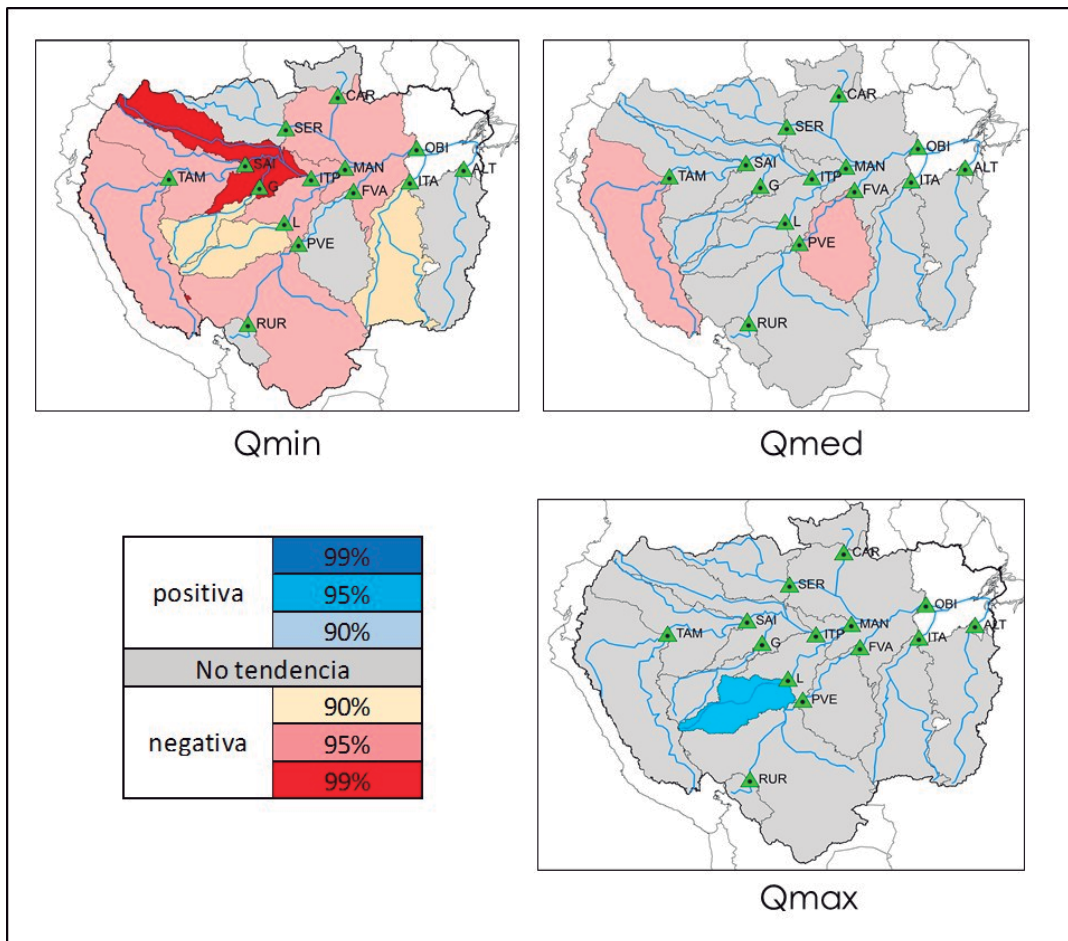 CAR
SER
OBI
SAI
MAN
ALT
TAM
ITP
ITA
G
FVA
L
PVE
RUR
Qmin
CAR
SER
OBI
SAI
MAN
ALT
TAM
ITP
ITA
G
FVA
L
PVE
RUR
Qmed
positiva
99%
95%
90%
No tendencia
negativa
90%
95%
99%
CAR
SER
OBI
SAI
MAN
ALT
TAM
ITP
ITA
G
FVA
L
PVE
RUR
Qmax